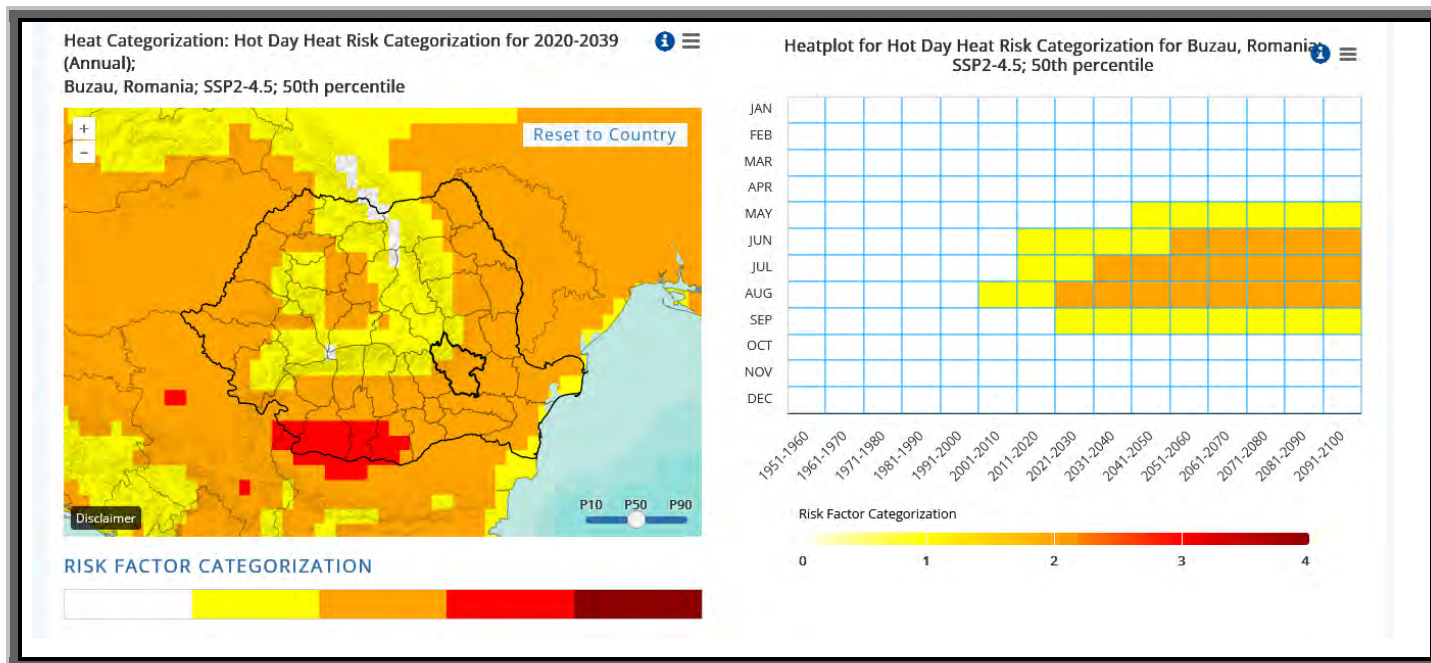 Heat Categorization: Hot Day Heat Risk Categorization for 2020-2039
(Annual);
Buzau, Romania; SSP2-4.5; 50th percentile
+
−
Reset to Country
P10 P50 P90
Disclaimer
RISK FACTOR CATEGORIZATION
Heatplot for Hot Day Heat Risk Categorization for Buzau, Romania;
SSP2-4.5; 50th percentile
JAN
FEB
MAR
APR
MAY
JUN
JUL
AUG
SEP
OCT
NOV
DEC
1951-1960
1961-1970
1971-1980
1981-1990
1991-2000
2001-2010
2011-2020
2021-2030
2031-2040
2041-2050
2051-2060
2061-2070
2071-2080
2081-2090
2091-2100
Risk Factor Categorization
0 1 2 3 4